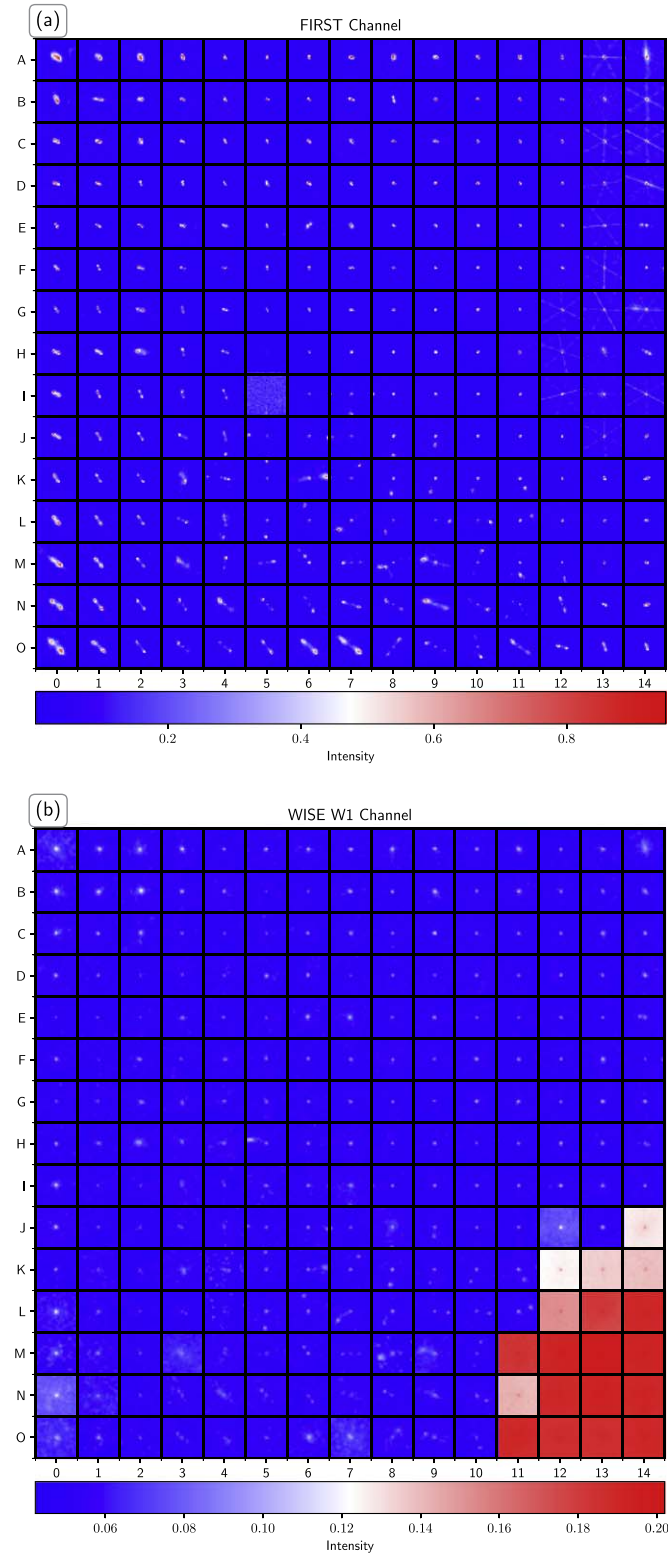 (a)
FIRST Channel
A
B
C
D
E
F
G
H
I
J
K
L
M
N
O
0 1 2 3 4 5 6 7 8 9 10 11 12 13 14
0.2 0.4 0.6 0.8
Intensity
(b)
WISE W1 Channel
A
B
C
D
E
F
G
H
I
J
K
L
M
N
O
0 1 2 3 4 5 6 7 8 9 10 11 12 13 14
0.06 0.08 0.10 0.12 0.14 0.16 0.18 0.20
Intensity